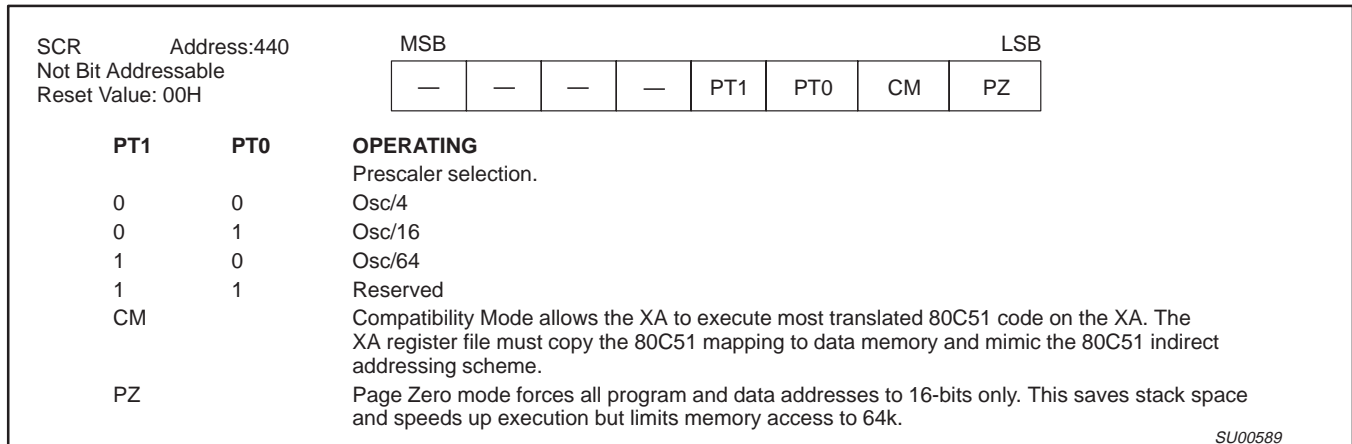 SCR Address:440 MSB LSB
Not Bit Addressable
Reset Value: 00H
— — — — PT1 PT0 CM PZ
PT1 PT0 OPERATING
Prescaler selection.
0 0 Osc/4
0 1 Osc/16
1 0 Osc/64
1 1 Reserved
CM Compatibility Mode allows the XA to execute most translated 80C51 code on the XA. The
XA register file must copy the 80C51 mapping to data memory and mimic the 80C51 indirect
addressing scheme.
PZ Page Zero mode forces all program and data addresses to 16-bits only. This saves stack space
and speeds up execution but limits memory access to 64k.
SU00589